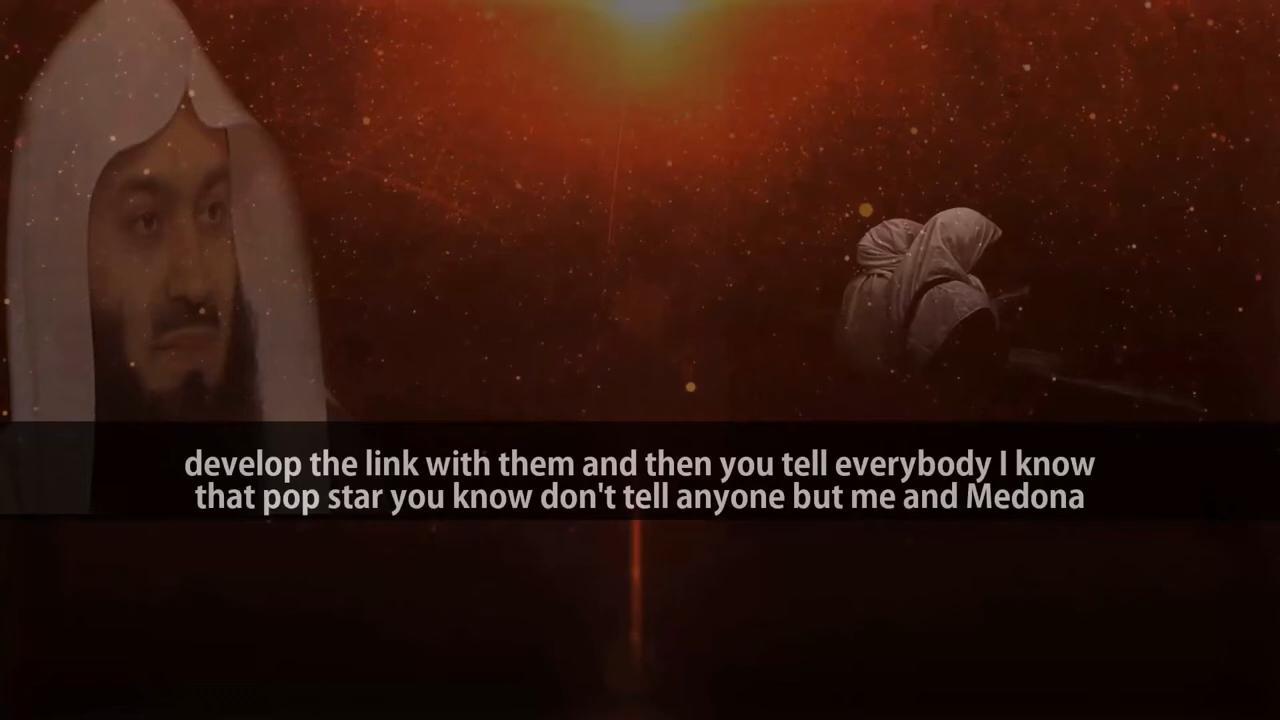 develop the link with them and then you tell everybody I know
that pop star you know don't tell anyone but me and Medona